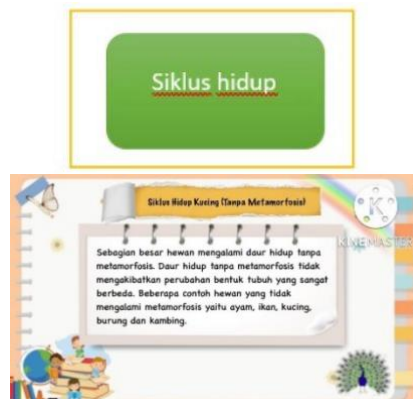 Siklus hidup
Siklus Hidup Kucing (Tanpa Metamorfosis)
KINEMASTER
Sebagian besar hewan mengalami daur hidup tanpa
metamorfosis. Daur hidup tanpa metamorfosis tidak
mengakibatkan perubahan bentuk tubuh yang sangat
berbeda. Beberapa contoh hewan yang tidak
mengalami metamorfosis yaitu ayam, ikan, kucing,
burung dan kambing.